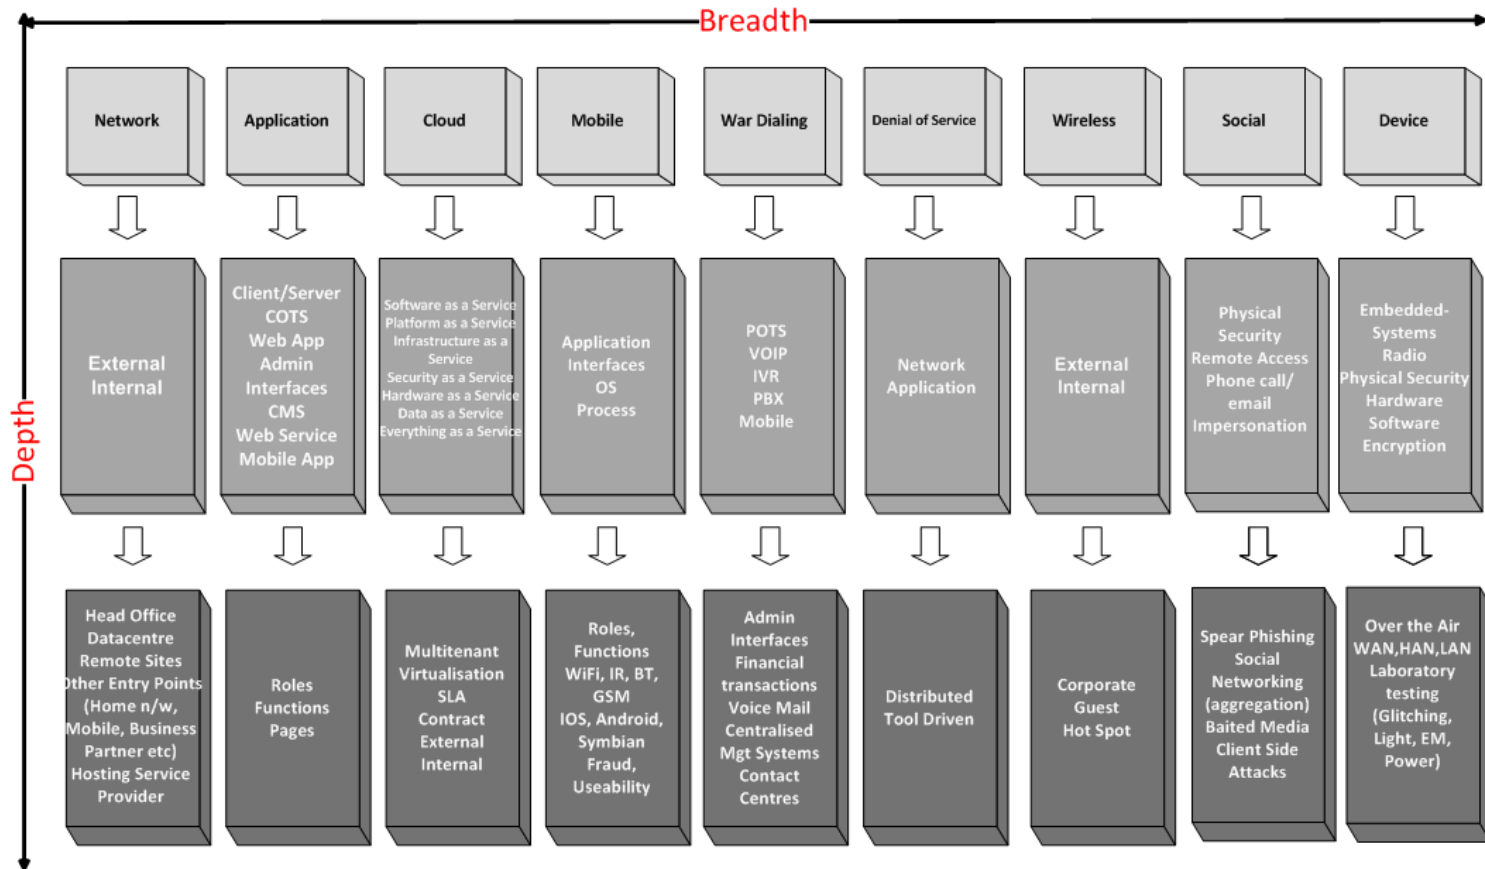 Breadth
Depth
Network
Application
Cloud
Mobile
War Dialing
Denial of Service
Wireless
Social
Device
External
Internal
Client/Server
COTS
Web App
Admin
Interfaces
CMS
Web Service
Mobile App
Software as a Service
Platform as a Service
Infrastructure as a
Service
Security as a Service
Hardware as a Service
Data as a Service
Everything as a Service
Application
Interfaces
OS
Process
POTS
VOIP
IVR
PBX
Mobile
Network
Application
External
Internal
Physical
Security
Remote Access
Phone call/
email
Impersonation
Embedded-
Systems
Radio
Physical Security
Hardware
Software
Encryption
Head Office
Datacentre
Remote Sites
Other Entry Points
(Home n/w,
Mobile, Business
Partner etc)
Hosting Service
Provider
Roles
Functions
Pages
Multitenant
Virtualisation
SLA
Contract
External
Internal
Roles,
Functions
WiFi, IR, BT,
GSM
IOS, Android,
Symbian
Fraud,
Useability
Admin
Interfaces
Financial
transactions
Voice Mail
Centralised
Mgt Systems
Contact
Centres
Distributed
Tool Driven
Corporate
Guest
Hot Spot
Spear Phishing
Social
Networking
(aggregation)
Baited Media
Client Side
Attacks
Over the Air
WAN,HAN,LAN
Laboratory
testing
(Glitching,
Light, EM,
Power)